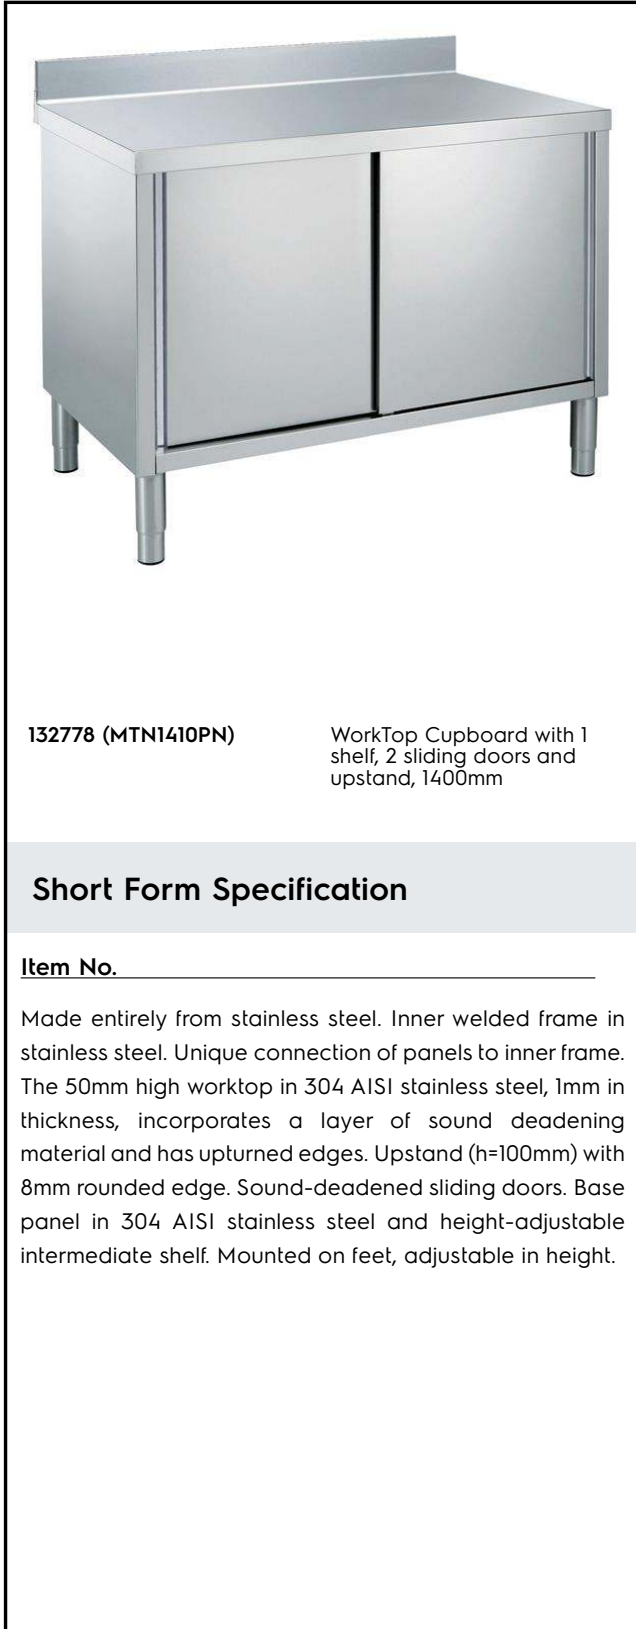 132778 (MTN1410PN)
WorkTop Cupboard with 1
shelf, 2 sliding doors and
upstand, 1400mm
Short Form Specification
Item No.
Made entirely from stainless steel. Inner welded frame in
stainless steel. Unique connection of panels to inner frame.
The 50mm high worktop in 304 AISI stainless steel, 1mm in
thickness, incorporates a layer of sound deadening
material and has upturned edges. Upstand (h=100mm) with
8mm rounded edge. Sound-deadened sliding doors. Base
panel in 304 AISI stainless steel and height-adjustable
intermediate shelf. Mounted on feet, adjustable in height.